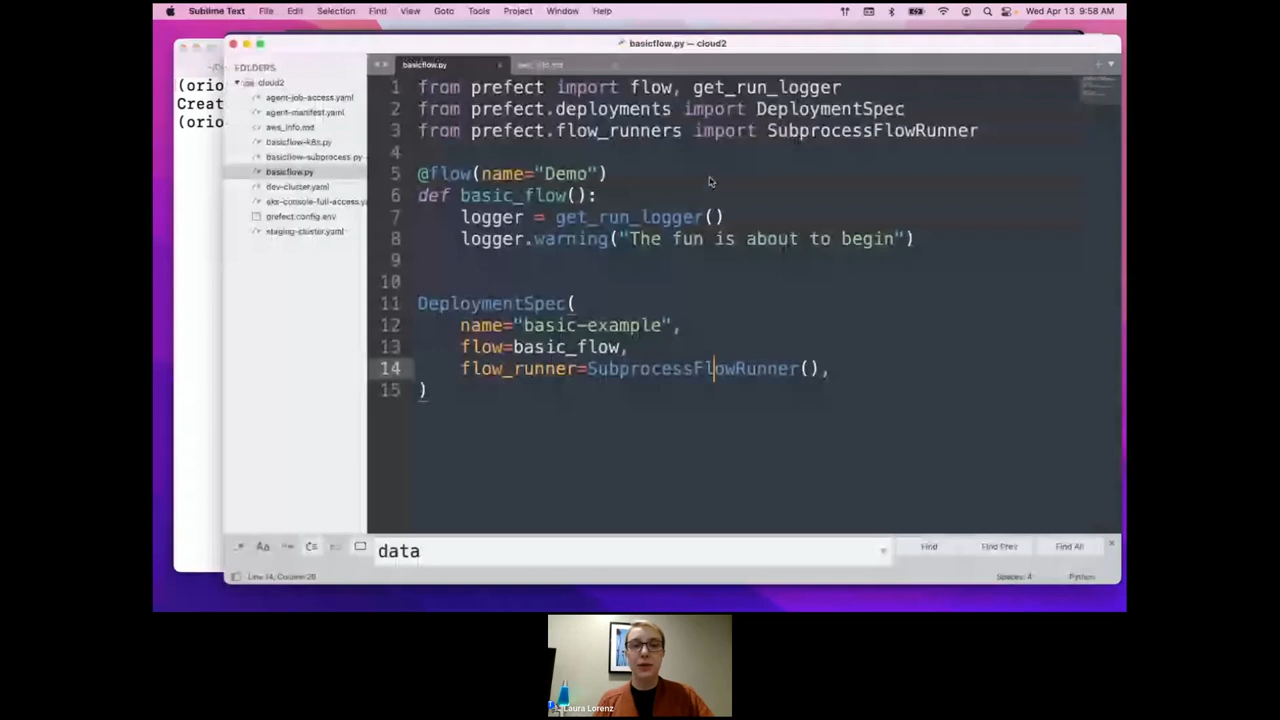 Sublime Text File Edit Selection Find View Goto Tools Project Window Help Wed Apr 13 9:58 AM
basicflow.py — cloud2
FOLDERS
cloud2
agent-job-access.yaml
agent-manifest.yaml
aws_info.md
basicflow-k8s.py
basicflow-subprocess.py
basicflow.py
dev-cluster.yaml
eks-console-full-access.ya
prefect.config.env
staging-cluster.yaml
(orio
Creat
(orio
basicflow.py aws_info.md
1 from prefect import flow, get_run_logger
2 from prefect.deployments import DeploymentSpec
3 from prefect.flow_runners import SubprocessFlowRunner
4
5 @flow(name="Demo")
6 def basic_flow():
7 logger = get_run_logger()
8 logger.warning("The fun is about to begin")
9
10
11 DeploymentSpec(
12 name="basic-example",
13 flow=basic_flow,
14 flow_runner=SubprocessFlowRunner(),
15 )
.* Aa data Find Find Prev Find All
Line 14, Column 28 Spaces: 4 Python
Laura Lorenz